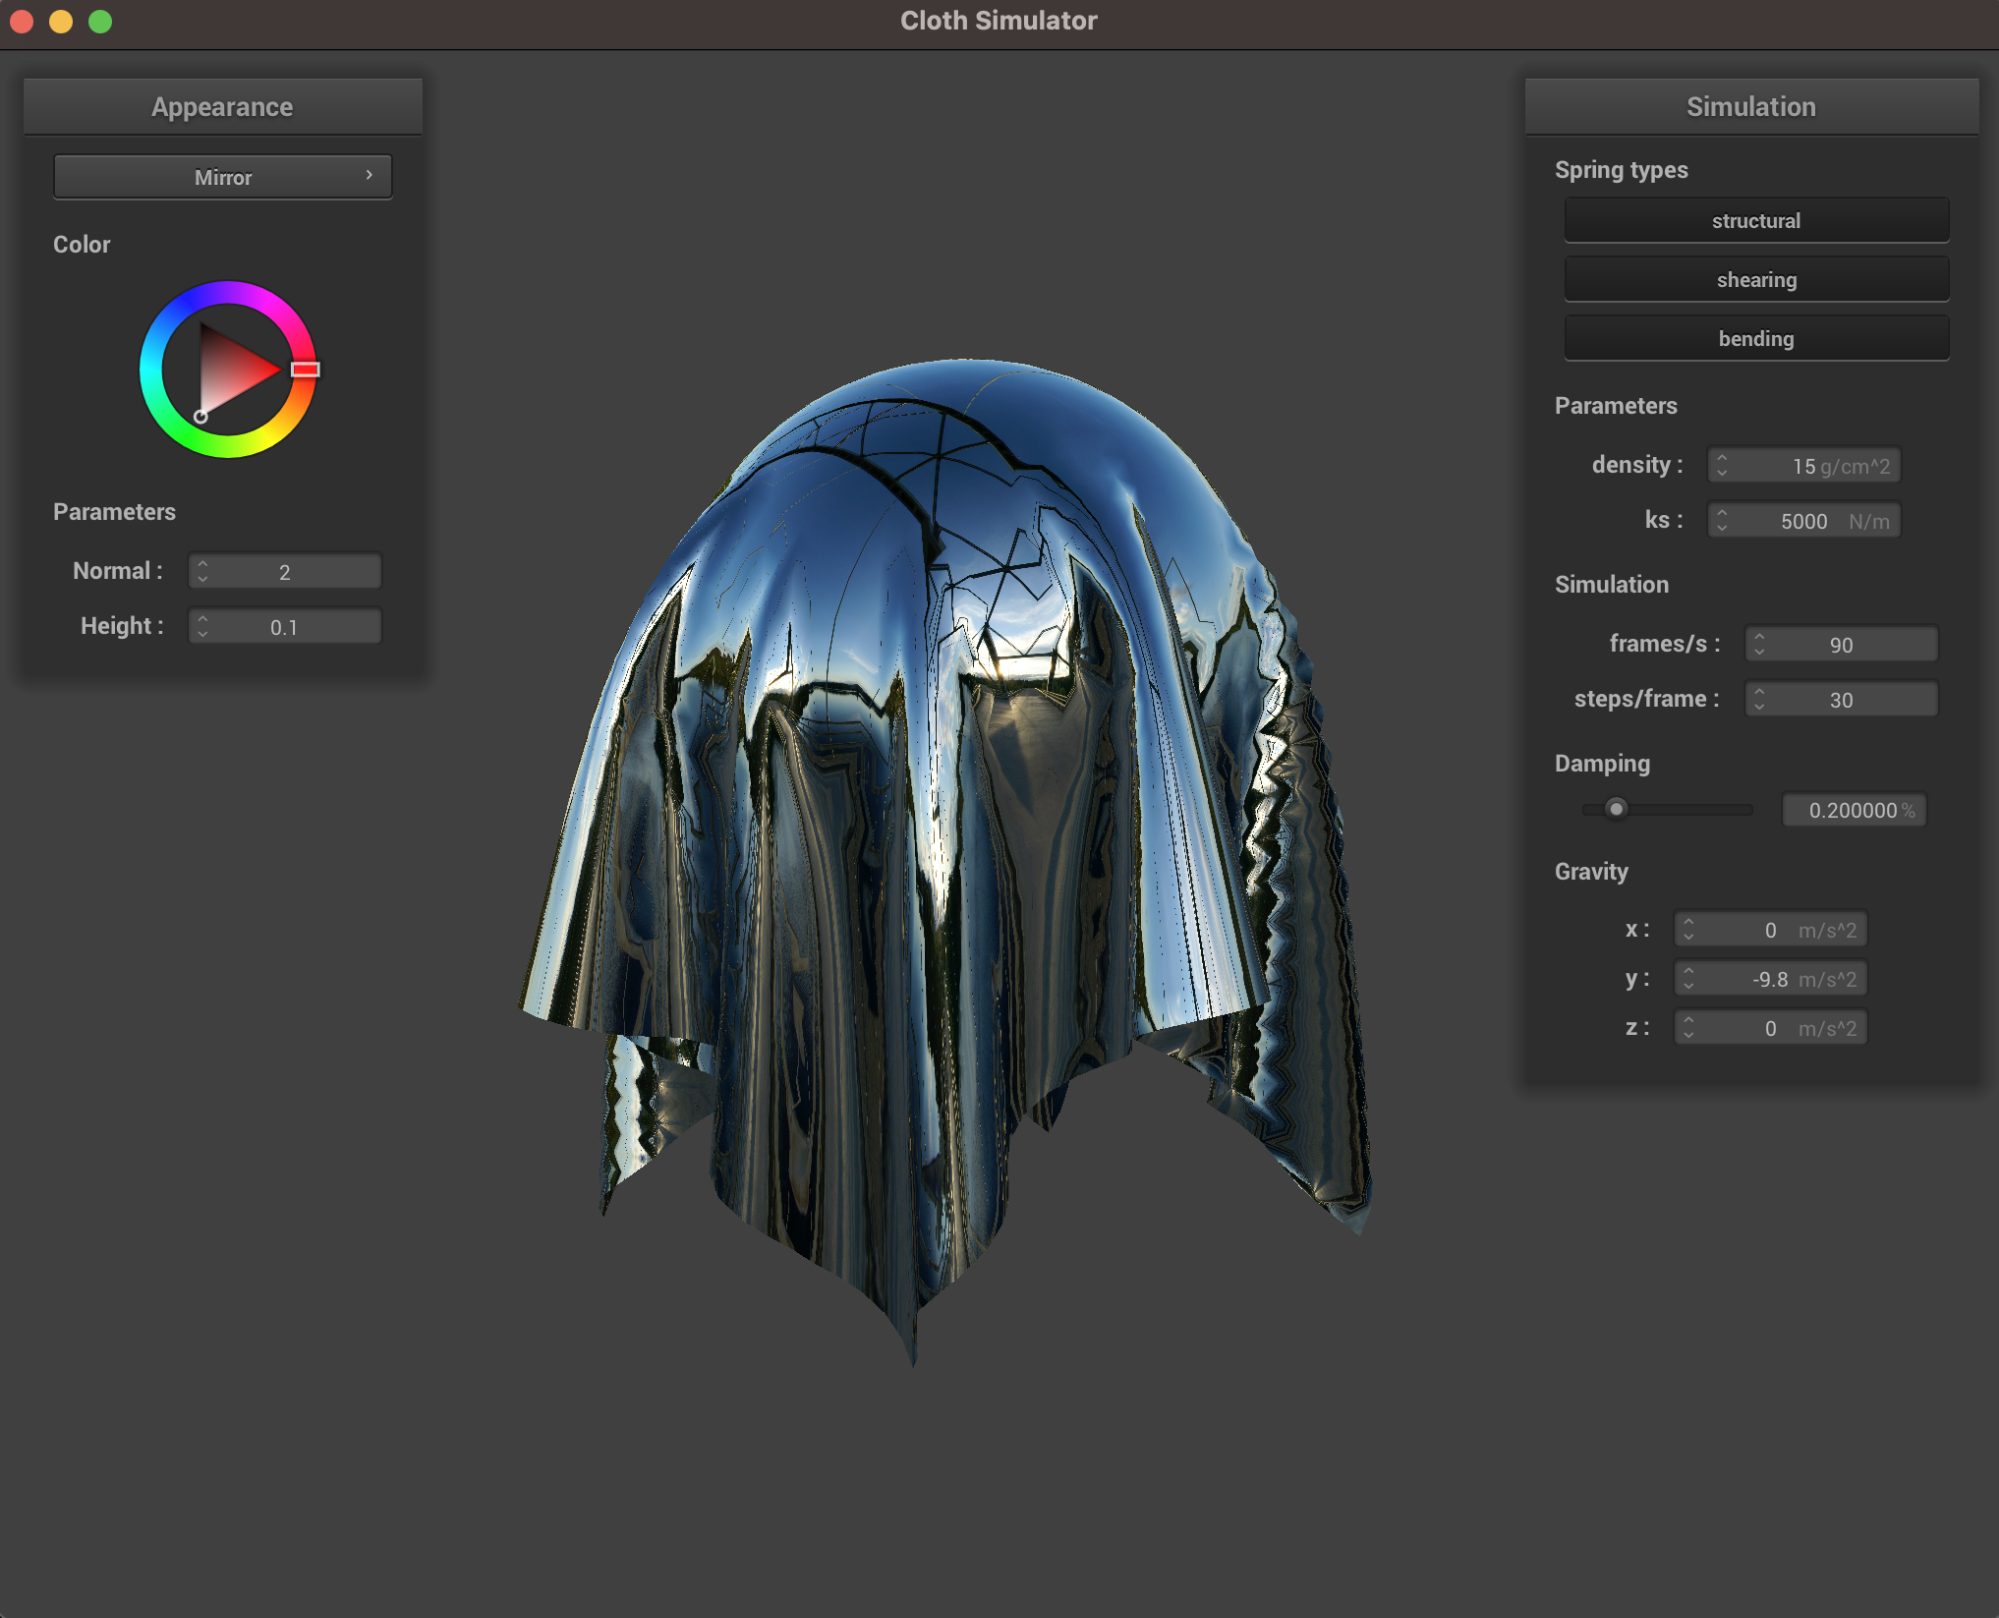 Cloth Simulator
Appearance
Mirror
Color
Parameters
Normal : 2
Height : 0.1
Simulation
Spring types
structural
shearing
bending
Parameters
density : 15 g/cm^2
ks : 5000 N/m
Simulation
frames/s : 90
steps/frame : 30
Damping
0.200000 %
Gravity
x : 0 m/s^2
y : -9.8 m/s^2
z : 0 m/s^2